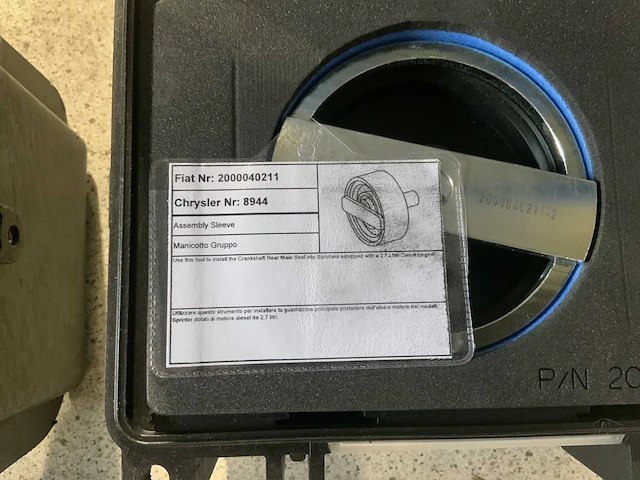 Fiat Nr: 2000040211
Chrysler Nr: 8944
Assembly Sleeve
Manicotto Gruppo
Use this tool to install the Crankshaft Rear Main Seal into Sprinters equipped with a 2.7 Liter Diesel Engine
Utilizzare questo strumento per installare la guarnizione principale posteriore dell'albero motore nei modelli
Sprinter dotati di motore diesel da 2,7 litri.
2000040211-2
P/N 20